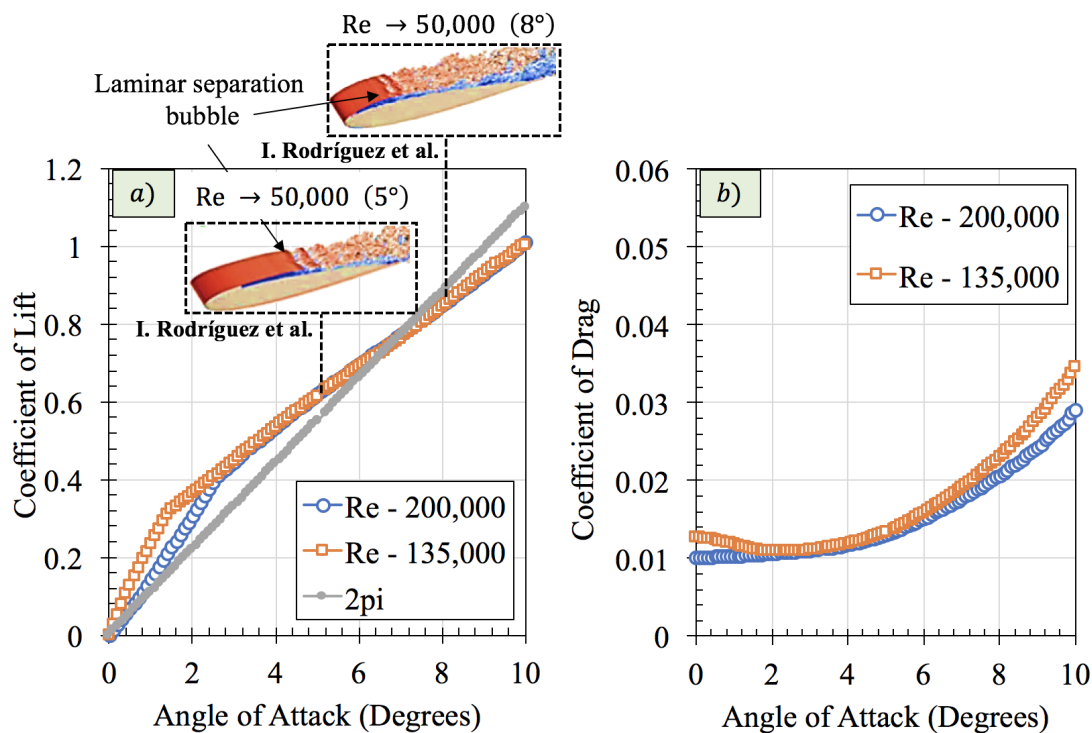 Re → 50,000 (8°)
Laminar separation
bubble
I. Rodríguez et al.
a)
Re → 50,000 (5°)
I. Rodríguez et al.
Coefficient of Lift
1.2
1
0.8
0.6
0.4
0.2
0
Re - 200,000
Re - 135,000
2pi
0 2 4 6 8 10
Angle of Attack (Degrees)
b)
Re - 200,000
Re - 135,000
Coefficient of Drag
0.06
0.05
0.04
0.03
0.02
0.01
0
0 2 4 6 8 10
Angle of Attack (Degrees)